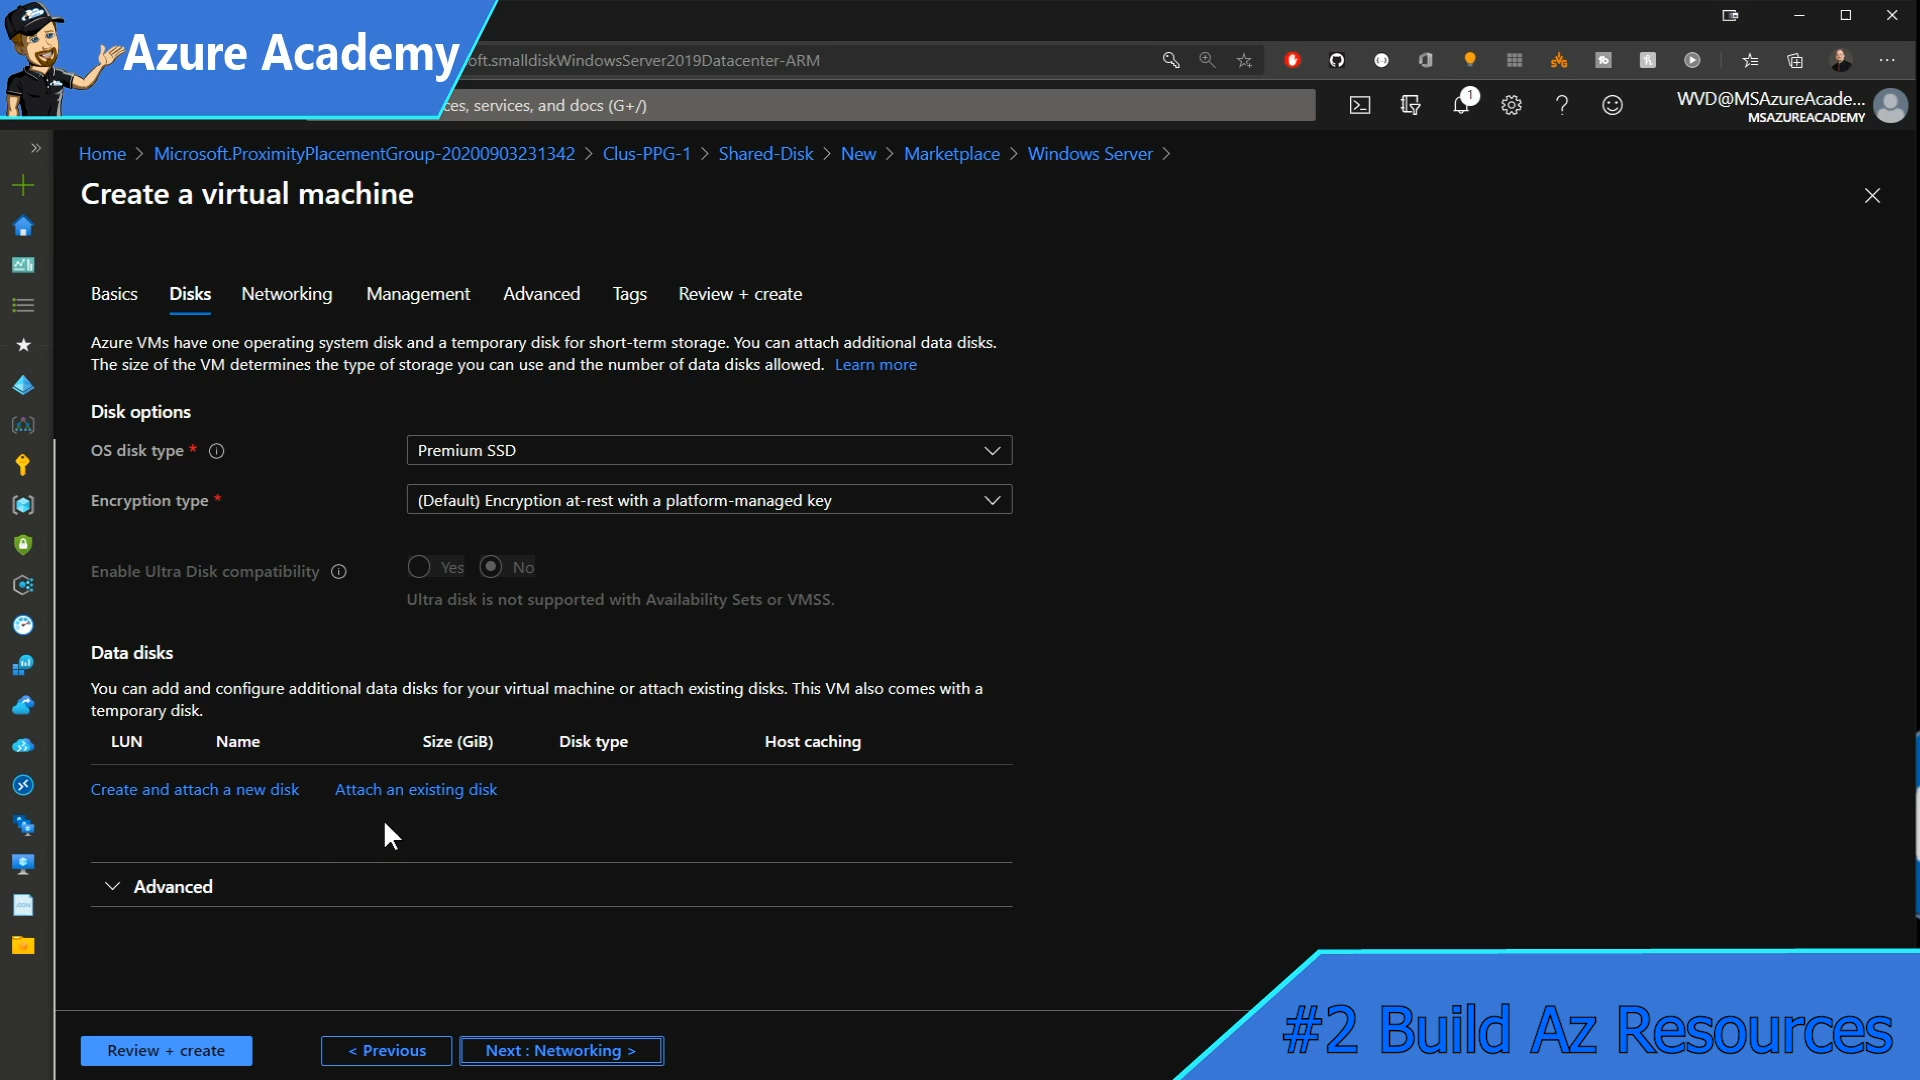 Azure Academy
oft.smalldiskWindowsServer2019Datacenter-ARM
ces, services, and docs (G+/)
1
WVD@MSAzureAcade...
MSAZUREACADEMY
Home > Microsoft.ProximityPlacementGroup-20200903231342 > Clus-PPG-1 > Shared-Disk > New > Marketplace > Windows Server >
Create a virtual machine
Basics Disks Networking Management Advanced Tags Review + create
Azure VMs have one operating system disk and a temporary disk for short-term storage. You can attach additional data disks.
The size of the VM determines the type of storage you can use and the number of data disks allowed. Learn more
Disk options
OS disk type * Premium SSD
Encryption type * (Default) Encryption at-rest with a platform-managed key
Enable Ultra Disk compatibility Yes No
Ultra disk is not supported with Availability Sets or VMSS.
Data disks
You can add and configure additional data disks for your virtual machine or attach existing disks. This VM also comes with a
temporary disk.
LUN Name Size (GiB) Disk type Host caching
Create and attach a new disk Attach an existing disk
Advanced
Review + create < Previous Next : Networking >
#2 Build Az Resources